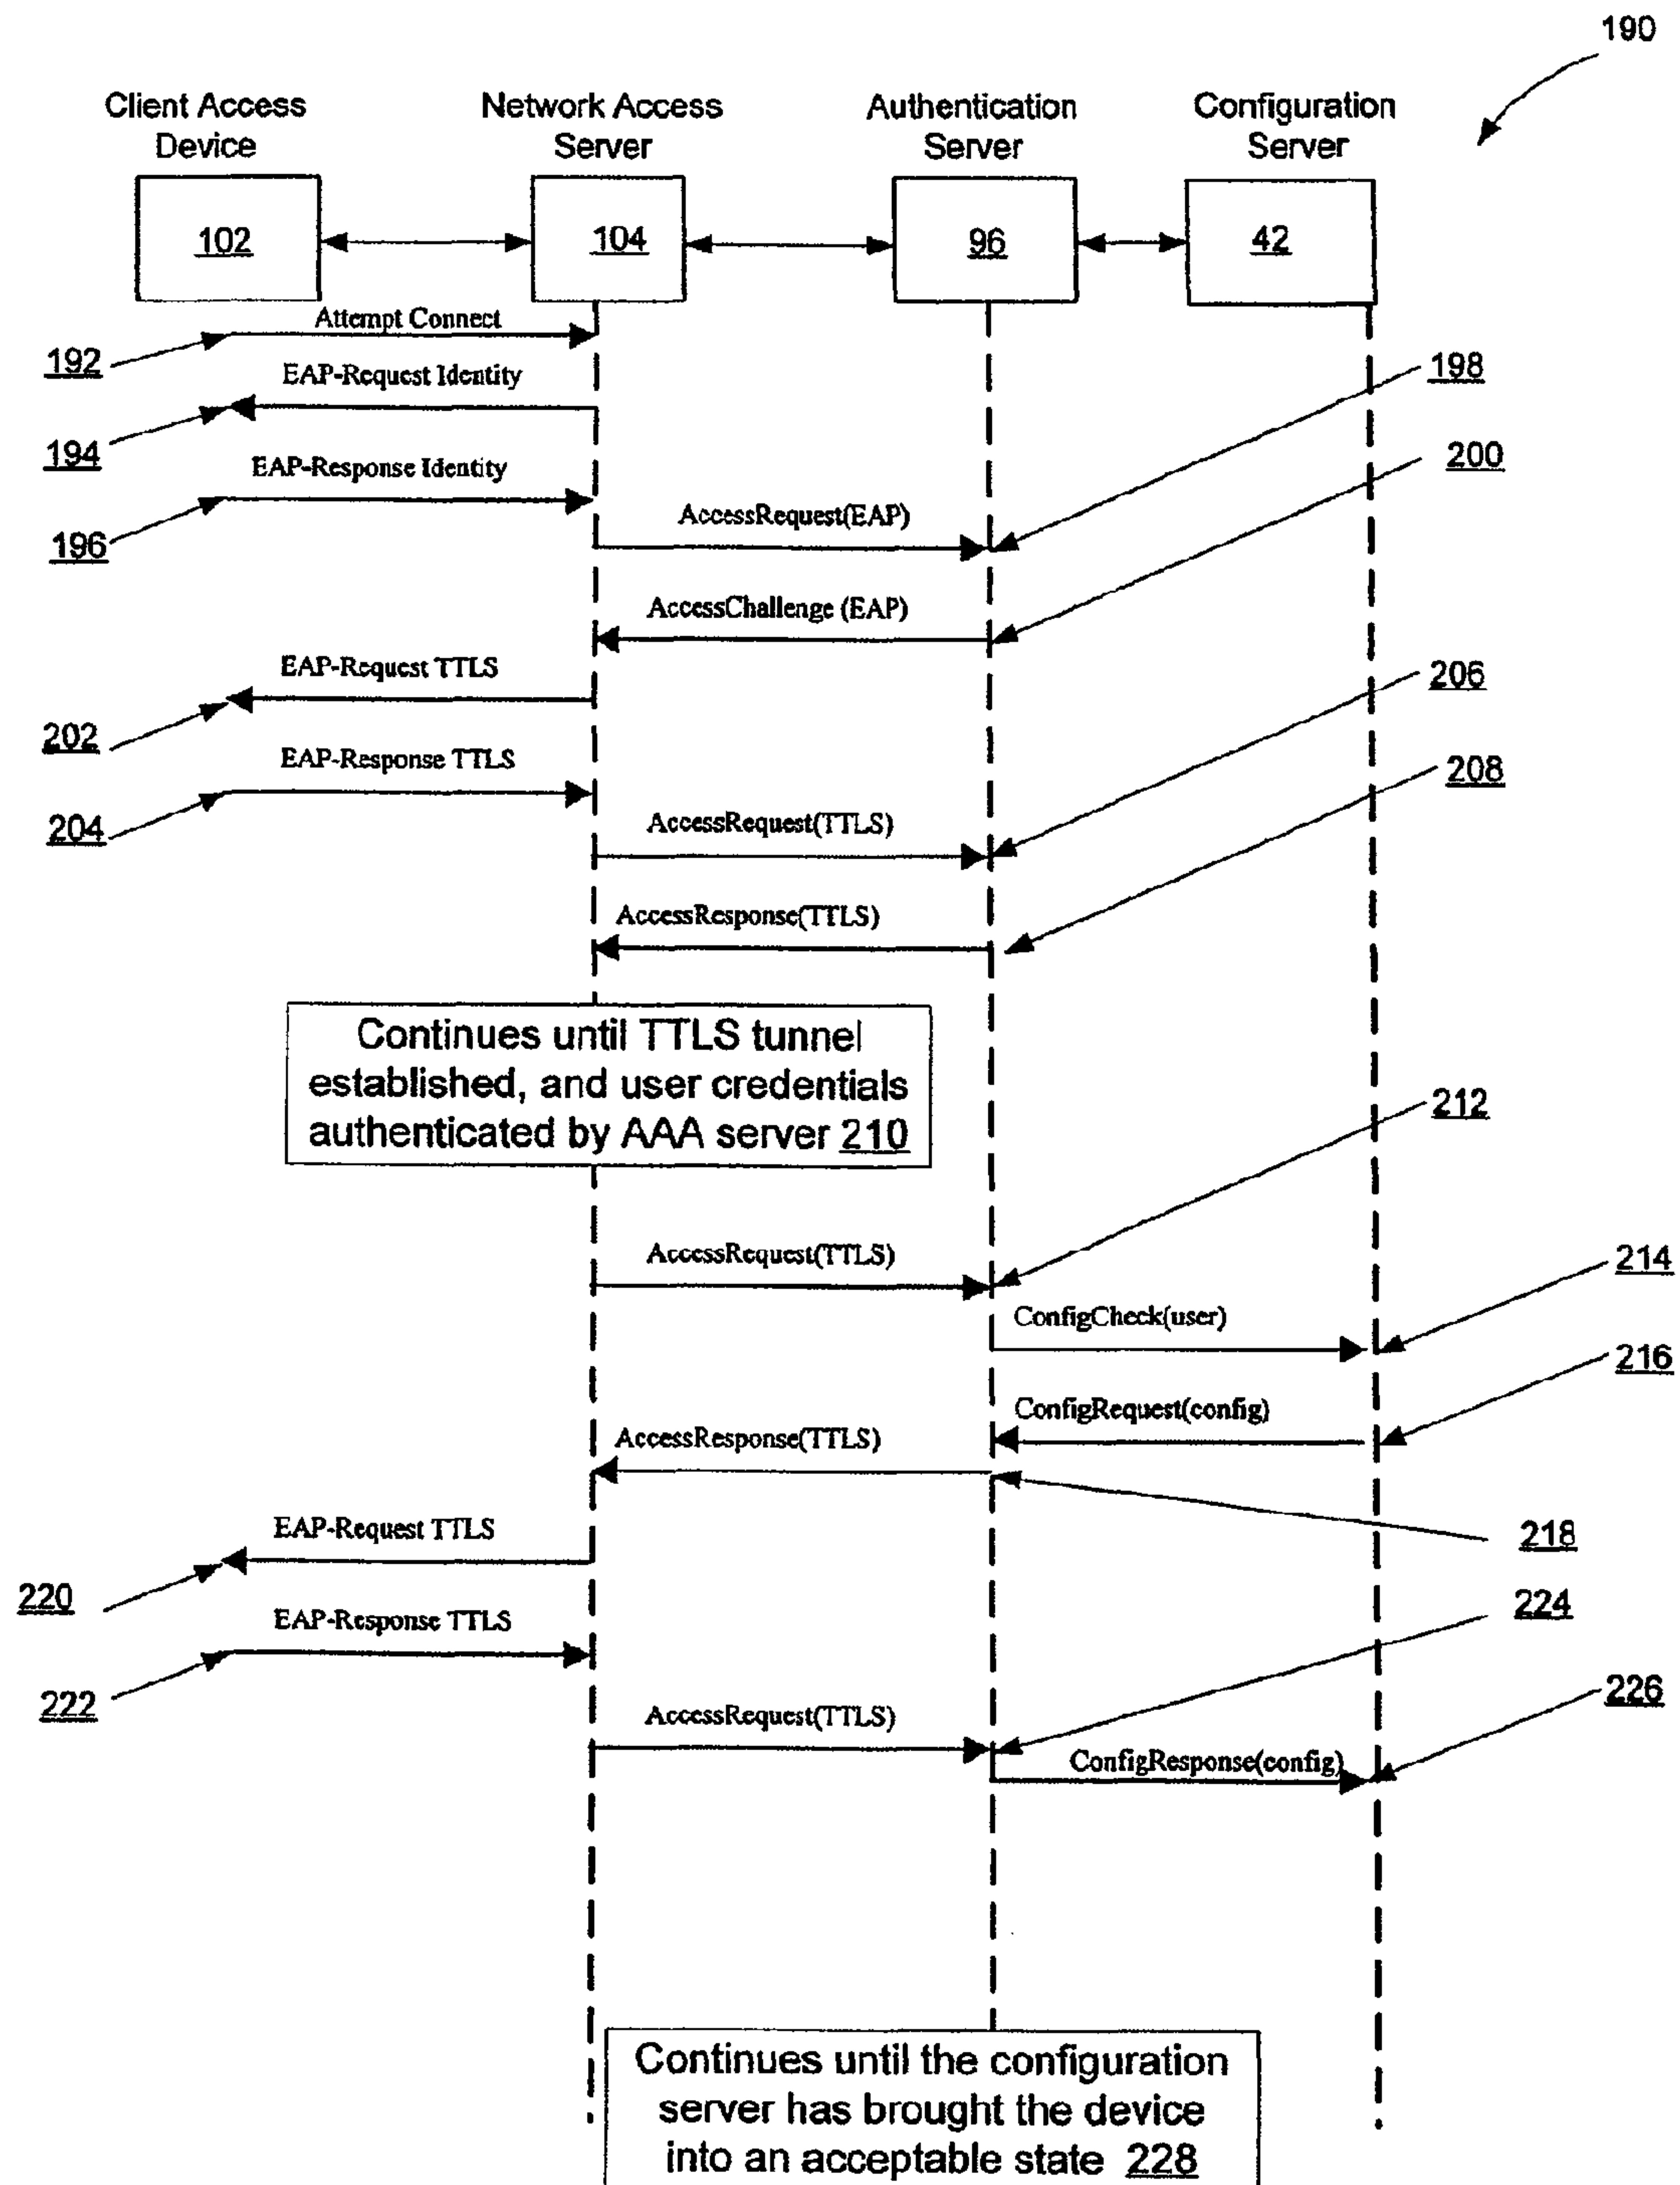 190
Client Access
Device
Network Access
Server
Authentication
Server
Configuration
Server
102
104
96
42
Attempt Connect
192
EAP-Request Identity
198
194
EAP-Response Identity
200
196
AccessRequest(EAP)
AccessChallenge (EAP)
EAP-Request TTLS
206
202
EAP-Response TTLS
208
204
AccessRequest(TTLS)
AccessResponse(TTLS)
Continues until TTLS tunnel
established, and user credentials
authenticated by AAA server 210
212
AccessRequest(TTLS)
214
ConfigCheck(user)
216
ConfigRequest(config)
AccessResponse(TTLS)
EAP-Request TTLS
218
220
EAP-Response TTLS
224
222
AccessRequest(TTLS)
226
ConfigResponse(config)
Continues until the configuration
server has brought the device
into an acceptable state 228